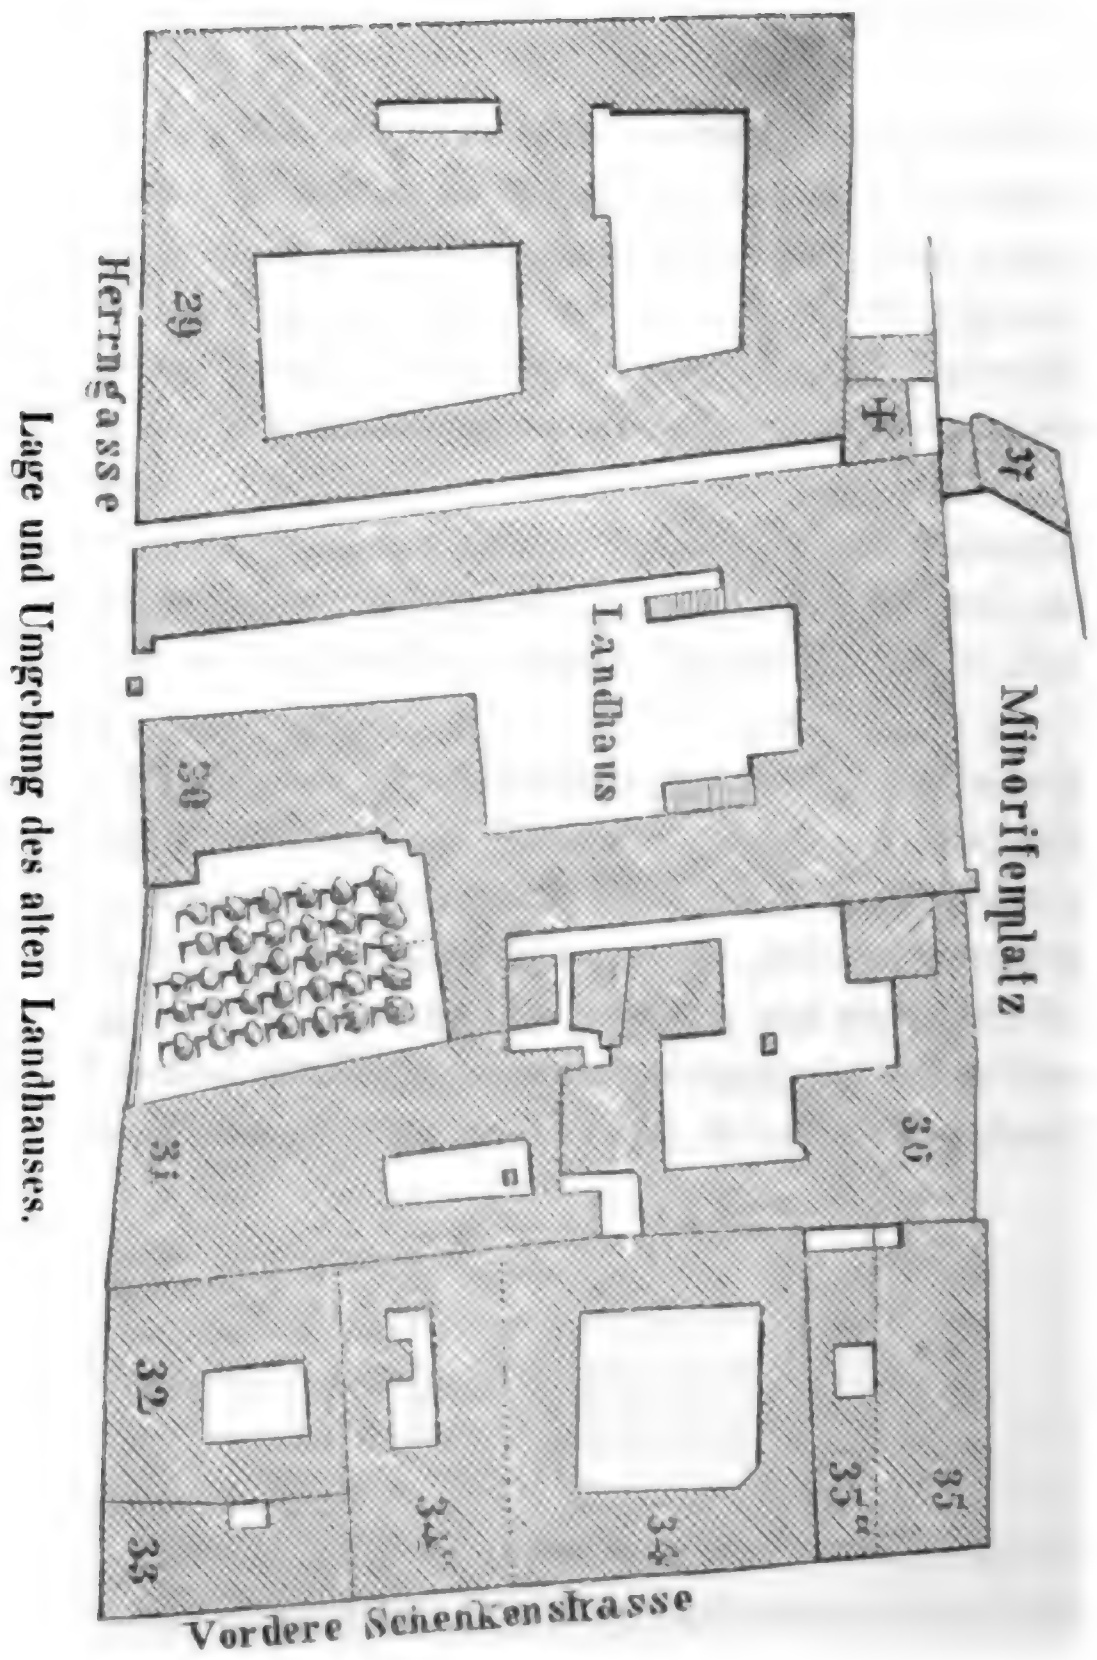 Minoritenplatz
37
36
35
35a
34
Landhaus
29
30
31
32
33
Herrngasse
Vordere Schenkenstrasse
Lage und Umgebung des alten Landhauses.